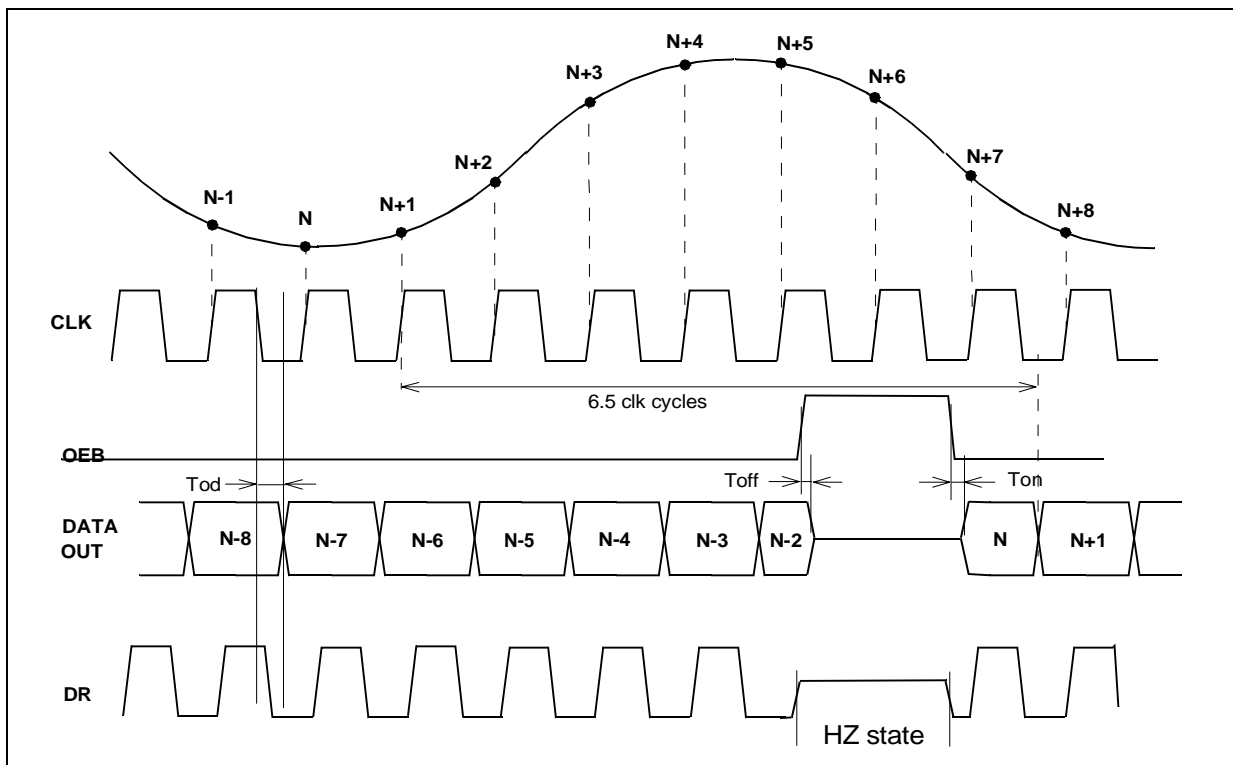 N+4
N+5
N+3
N+6
N+2
N+7
N-1
N
N+1
N+8
CLK
6.5 clk cycles
OEB
Tod
Toff
Ton
DATA
OUT
N-8
N-7
N-6
N-5
N-4
N-3
N-2
N
N+1
DR
HZ state